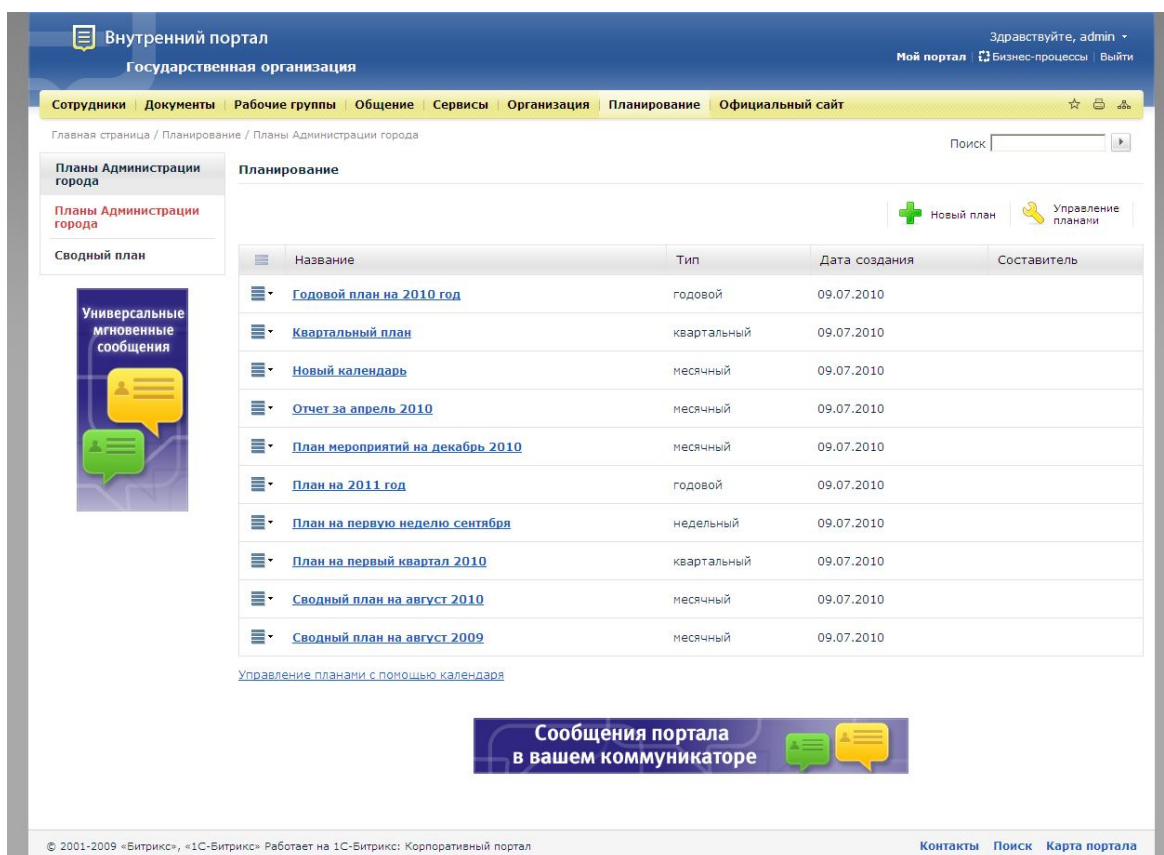 Внутренний портал
Государственная организация
Здравствуйте, admin
Мой портал Бизнес-процессы Выйти
Сотрудники Документы Рабочие группы Общение Сервисы Организация Планирование Официальный сайт
Главная страница / Планирование / Планы Администрации города
Поиск
Планы Администрации
города
Планы Администрации
города
Сводный план
Универсальные
мгновенные
сообщения
Планирование
Новый план
Управление
планами
Название Тип Дата создания Составитель
Годовой план на 2010 год годовой 09.07.2010
Квартальный план квартальный 09.07.2010
Новый календарь месячный 09.07.2010
Отчет за апрель 2010 месячный 09.07.2010
План мероприятий на декабрь 2010 месячный 09.07.2010
План на 2011 год годовой 09.07.2010
План на первую неделю сентября недельный 09.07.2010
План на первый квартал 2010 квартальный 09.07.2010
Сводный план на август 2010 месячный 09.07.2010
Сводный план на август 2009 месячный 09.07.2010
Управление планами с помощью календаря
Сообщения портала
в вашем коммуникаторе
© 2001-2009 «Битрикс», «1С-Битрикс» Работает на 1С-Битрикс: Корпоративный портал
Контакты Поиск Карта портала